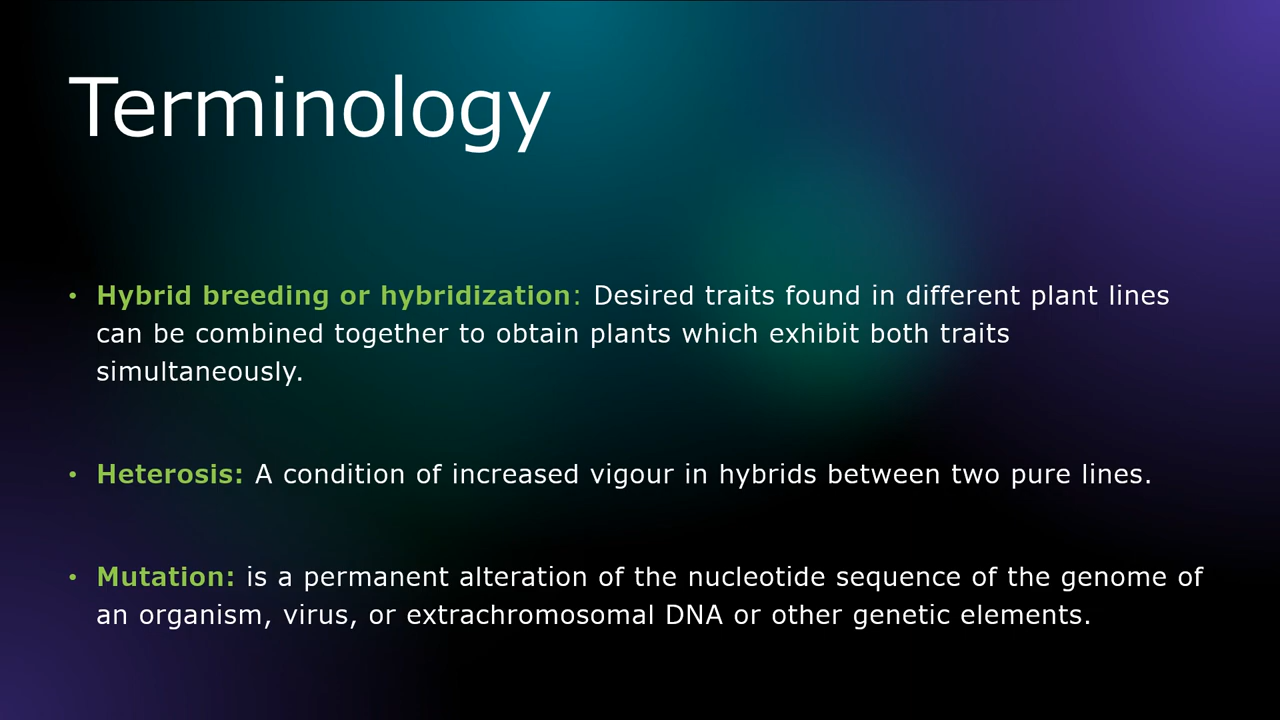 Terminology
• Hybrid breeding or hybridization: Desired traits found in different plant lines
can be combined together to obtain plants which exhibit both traits
simultaneously.
• Heterosis: A condition of increased vigour in hybrids between two pure lines.
• Mutation: is a permanent alteration of the nucleotide sequence of the genome of
an organism, virus, or extrachromosomal DNA or other genetic elements.